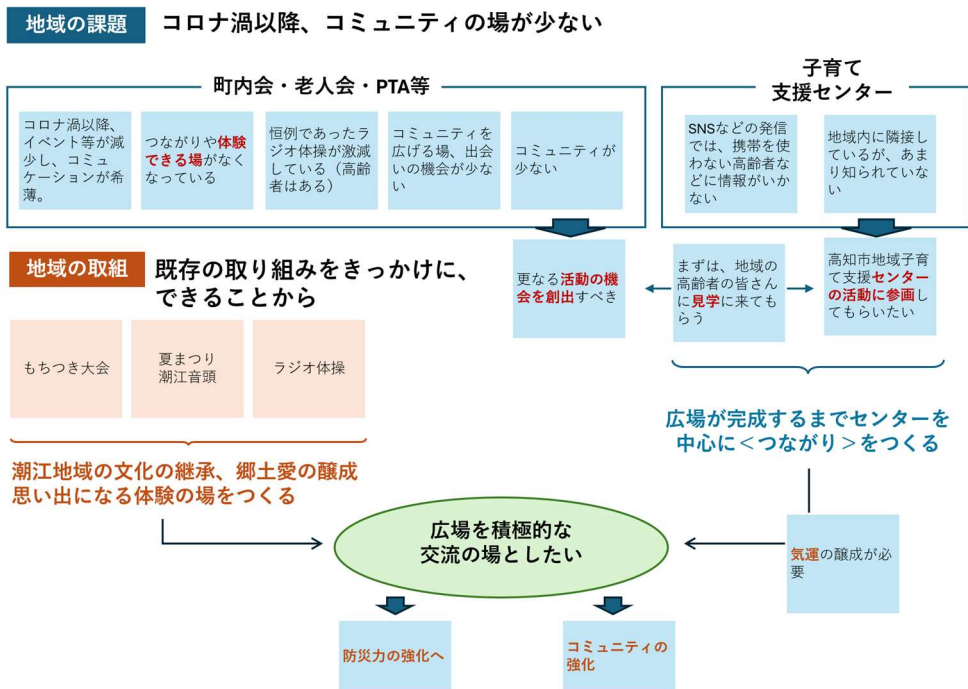 地域の課題
コロナ渦以降、コミュニティの場が少ない
町内会・老人会・PTA等
コロナ渦以降、
イベント等が減
少し、コミュ
ケーションが希
薄。
つながりや体験
できる場がなく
なっている
恒例であったラ
ジオ体操が激減
している（高齢
者はある）
コミュニティを
広げる場、出会
いの機会が少な
い
コミュニティが
少ない
子育て
支援センター
SNSなどの発信
では、携帯を使
わない高齢者な
どに情報がいか
ない
地域内に隣接し
ているが、あま
り知られていな
い
更なる活動の機
会を創出すべき
まずは、地域の
高齢者の皆さん
に見学に来ても
らう
高知市地域子育
て支援センター
の活動に参画し
てもらいたい
地域の取組
既存の取り組みをきっかけに、
できることから
もちつき大会
夏まつり
潮江音頭
ラジオ体操
潮江地域の文化の継承、郷土愛の醸成
思い出になる体験の場をつくる
広場が完成するまでセンターを
中心に＜つながり＞をつくる
気運の醸成が必
要
広場を積極的な
交流の場としたい
防災力の強化へ
コミュニティの
強化